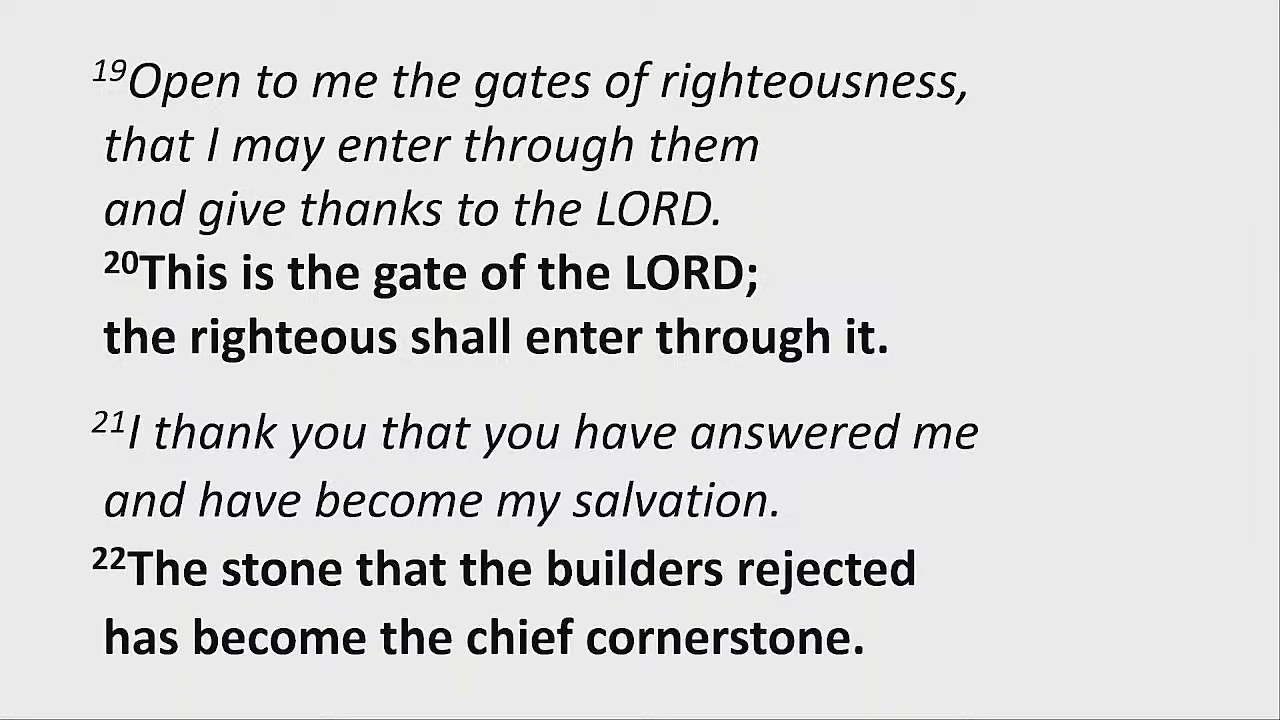 19Open to me the gates of righteousness,
that I may enter through them
and give thanks to the LORD.
20This is the gate of the LORD;
the righteous shall enter through it.
21I thank you that you have answered me
and have become my salvation.
22The stone that the builders rejected
has become the chief cornerstone.